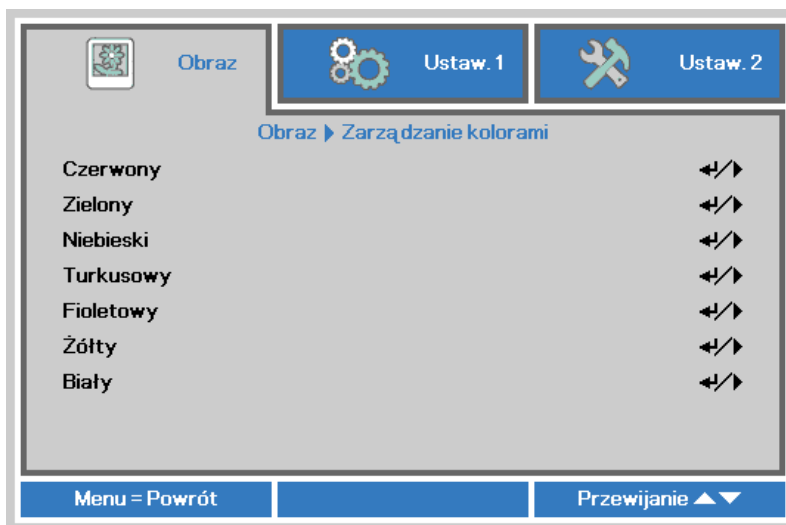 Obraz
Ustaw. 1
Ustaw. 2
Obraz ▶ Zarządzanie kolorami
Czerwony ↵/▶
Zielony ↵/▶
Niebieski ↵/▶
Turkusowy ↵/▶
Fioletowy ↵/▶
Żółty ↵/▶
Biały ↵/▶
Menu = Powrót
Przewijanie ▲▼